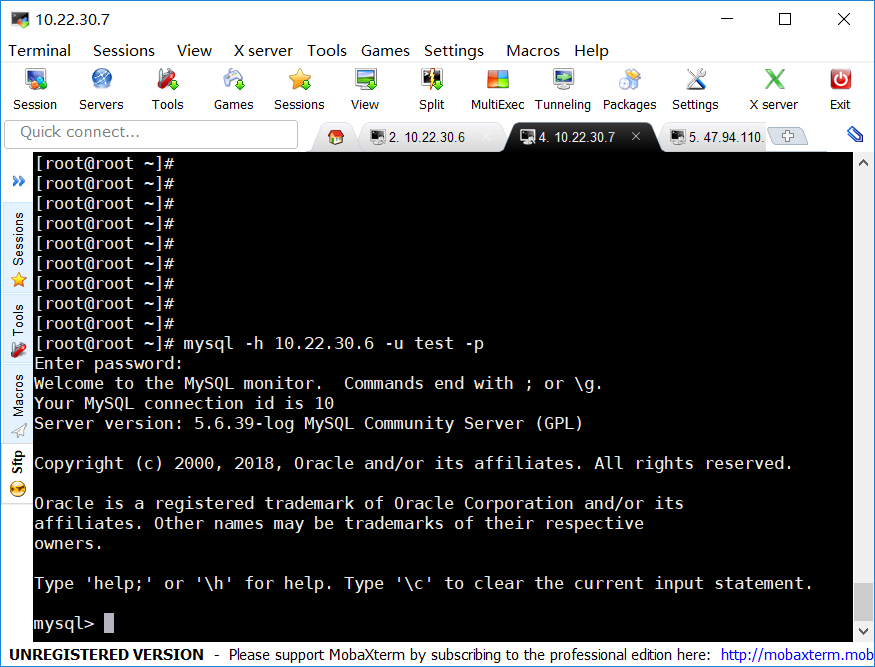 10.22.30.7
Terminal Sessions View X server Tools Games Settings Macros Help
Session Servers Tools Games Sessions View Split MultiExec Tunneling Packages Settings X server Exit
Quick connect...
2. 10.22.30.6 4. 10.22.30.7 5. 47.94.110.
Sessions
Tools
Macros
Sftp
[root@root ~]#
[root@root ~]#
[root@root ~]#
[root@root ~]#
[root@root ~]#
[root@root ~]#
[root@root ~]#
[root@root ~]#
[root@root ~]#
[root@root ~]# mysql -h 10.22.30.6 -u test -p
Enter password:
Welcome to the MySQL monitor.  Commands end with ; or \g.
Your MySQL connection id is 10
Server version: 5.6.39-log MySQL Community Server (GPL)
Copyright (c) 2000, 2018, Oracle and/or its affiliates. All rights reserved.
Oracle is a registered trademark of Oracle Corporation and/or its
affiliates. Other names may be trademarks of their respective
owners.
Type 'help;' or '\h' for help. Type '\c' to clear the current input statement.
mysql>
UNREGISTERED VERSION - Please support MobaXterm by subscribing to the professional edition here: http://mobaxterm.mob